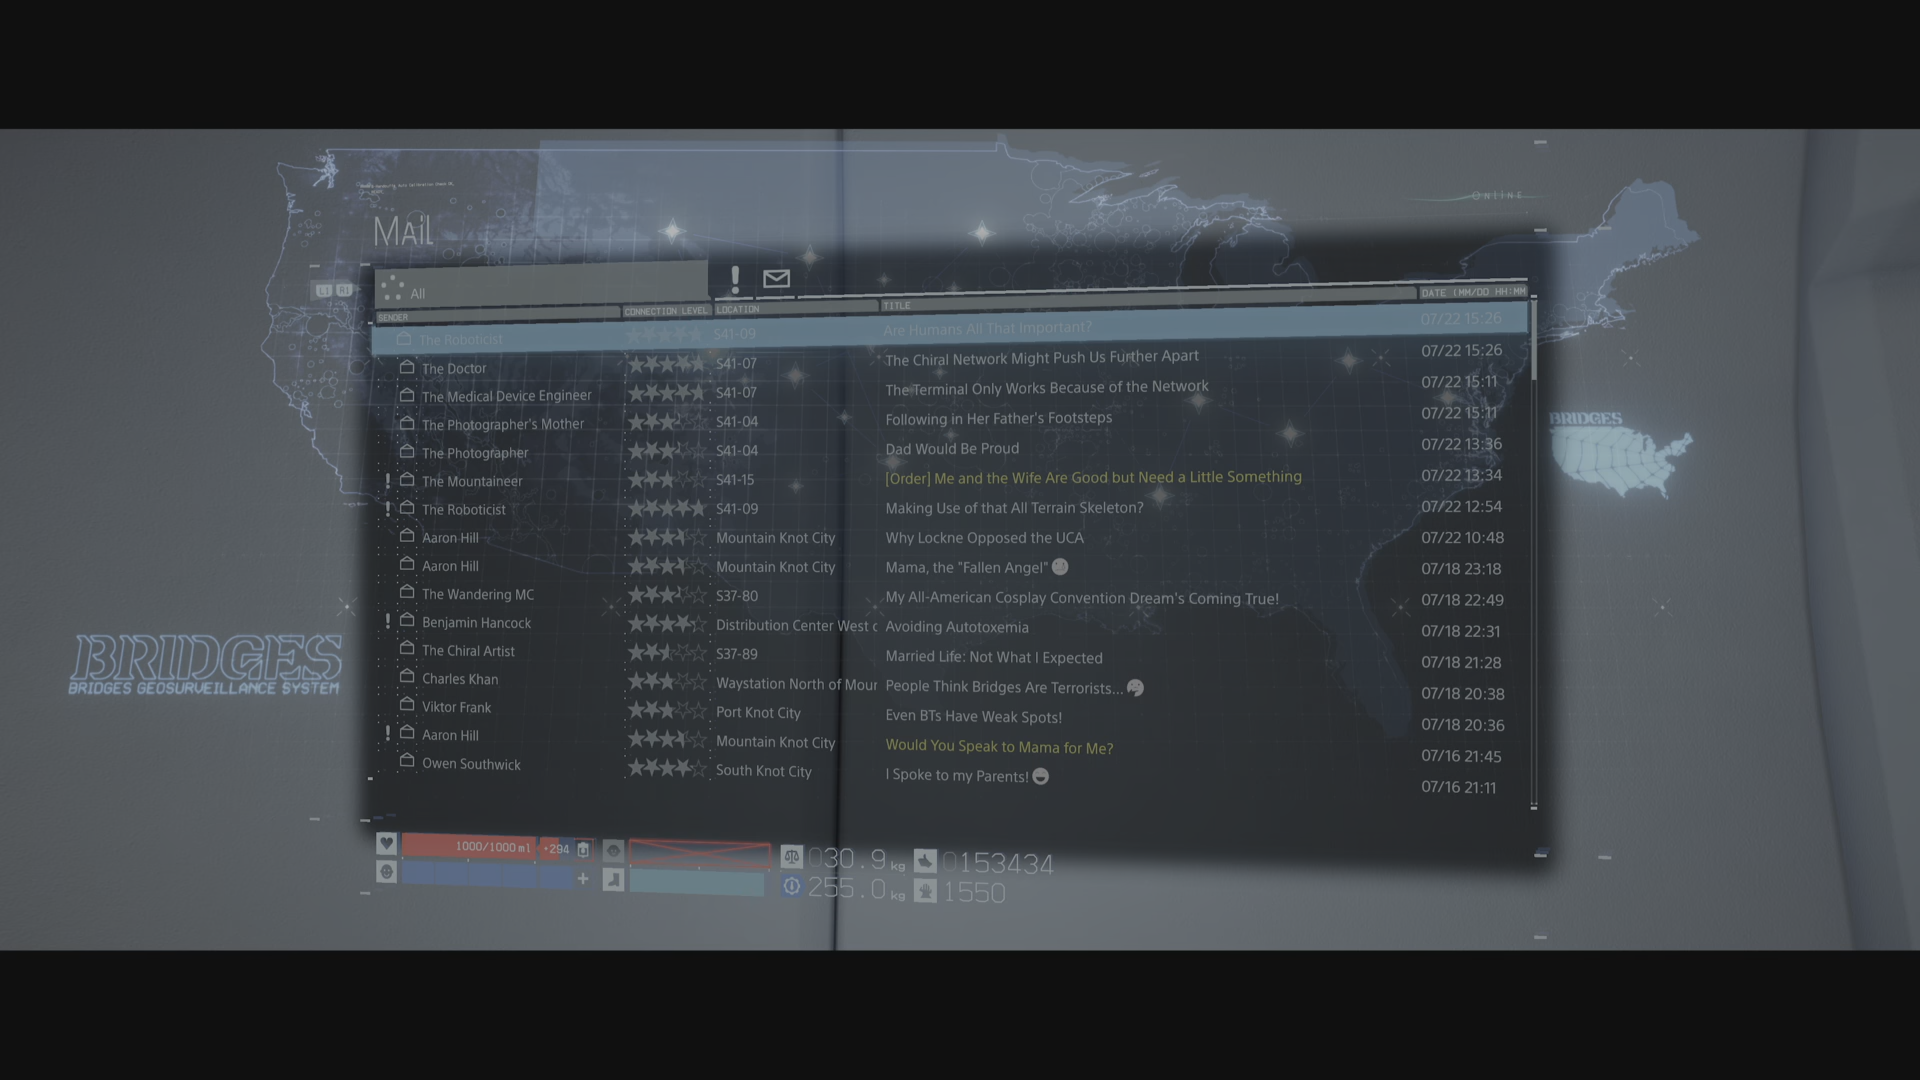 MAiL
ONLiNE
L1 R1
All
SENDER CONNECTION LEVEL LOCATION TITLE DATE (MM/DD HH:MM
The Roboticist S41-09 Are Humans All That Important? 07/22 15:26
The Doctor S41-07 The Chiral Network Might Push Us Further Apart 07/22 15:26
The Medical Device Engineer S41-07 The Terminal Only Works Because of the Network 07/22 15:11
The Photographer's Mother S41-04 Following in Her Father's Footsteps 07/22 15:11
The Photographer S41-04 Dad Would Be Proud 07/22 13:36
! The Mountaineer S41-15 [Order] Me and the Wife Are Good but Need a Little Something 07/22 13:34
! The Roboticist S41-09 Making Use of that All Terrain Skeleton? 07/22 12:54
Aaron Hill Mountain Knot City Why Lockne Opposed the UCA 07/22 10:48
Aaron Hill Mountain Knot City Mama, the "Fallen Angel" 07/18 23:18
The Wandering MC S37-80 My All-American Cosplay Convention Dream's Coming True! 07/18 22:49
! Benjamin Hancock Distribution Center West c Avoiding Autotoxemia 07/18 22:31
The Chiral Artist S37-89 Married Life: Not What I Expected 07/18 21:28
Charles Khan Waystation North of Mour People Think Bridges Are Terrorists... 07/18 20:38
Viktor Frank Port Knot City Even BTs Have Weak Spots! 07/18 20:36
! Aaron Hill Mountain Knot City Would You Speak to Mama for Me? 07/16 21:45
Owen Southwick South Knot City I Spoke to my Parents! 07/16 21:11
BRIDGES
BRIDGES
BRIDGES GEOSURVEILLANCE SYSTEM
1000/1000 ml +294 030.9 kg 0153434
+ 255.0 kg 1550